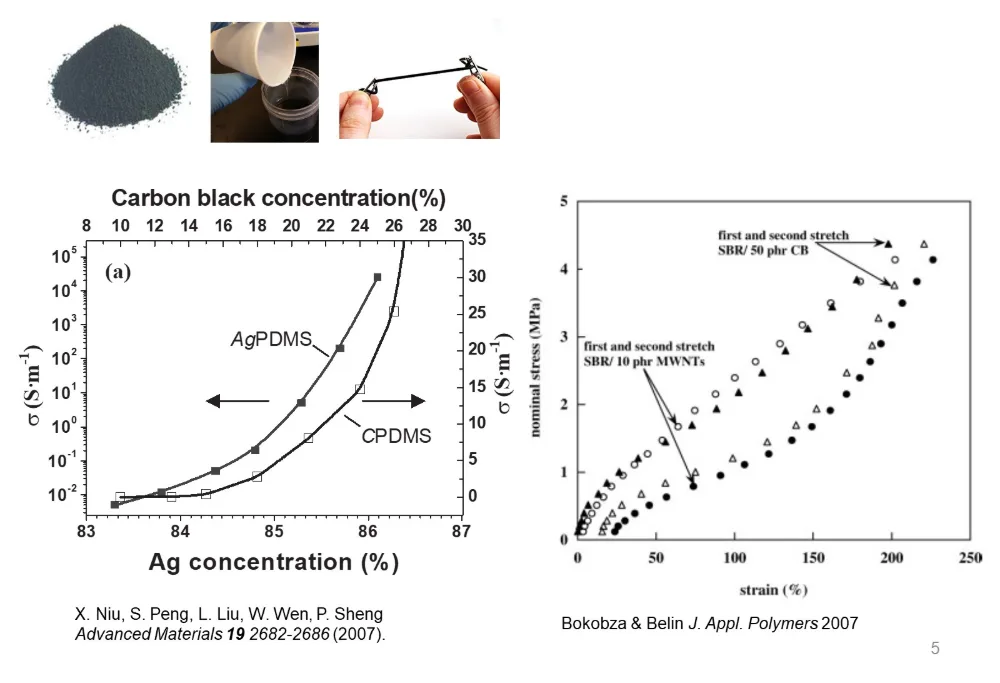 Carbon black concentration(%)
8 10 12 14 16 18 20 22 24 26 28 30
10⁵
10⁴
10³
10²
10¹
10⁰
10⁻¹
10⁻²
σ (S·m⁻¹)
(a)
AgPDMS
CPDMS
35
30
25
20
15
10
5
0
σ (S·m⁻¹)
83 84 85 86 87
Ag concentration (%)
X. Niu, S. Peng, L. Liu, W. Wen, P. Sheng
Advanced Materials 19 2682-2686 (2007).
5
4
3
2
1
0
nominal stress (MPa)
first and second stretch
SBR/ 50 phr CB
first and second stretch
SBR/ 10 phr MWNTs
0 50 100 150 200 250
strain (%)
Bokobza & Belin J. Appl. Polymers 2007
5